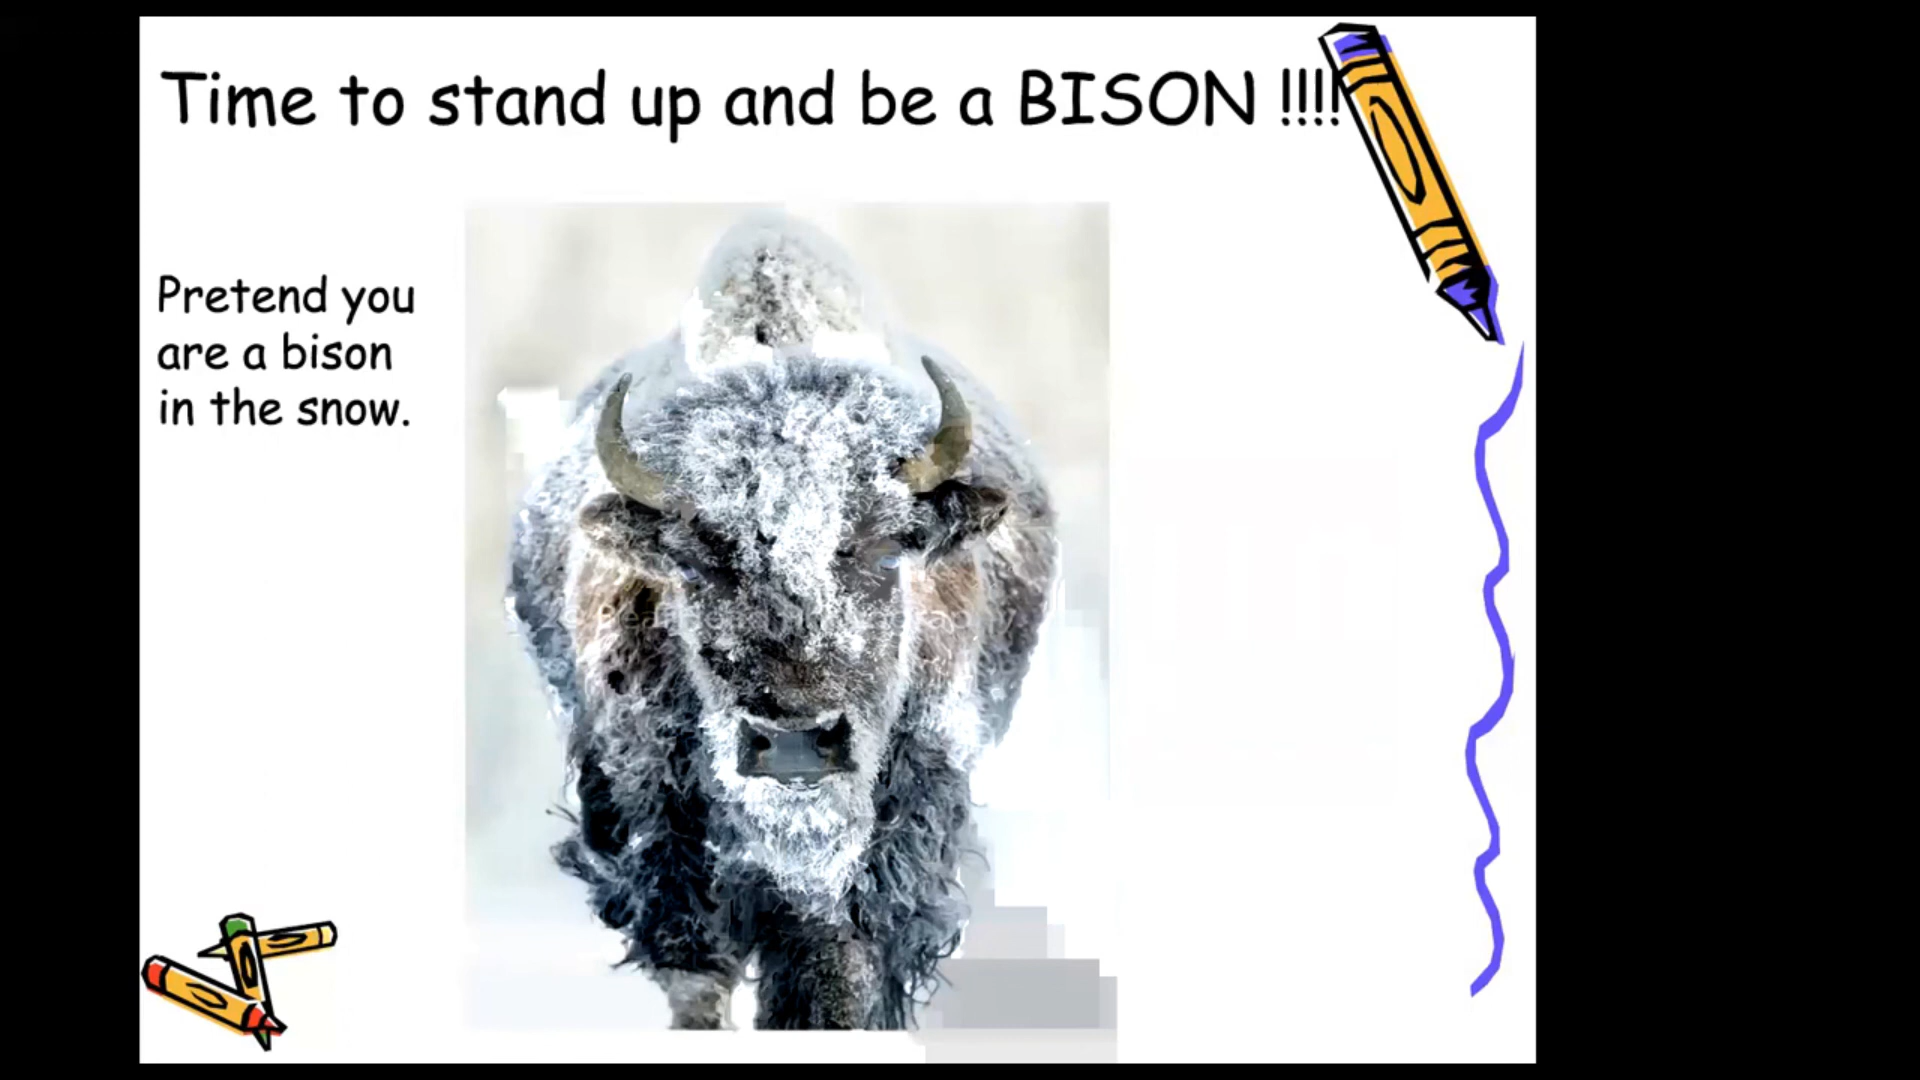 Time to stand up and be a BISON !!!!
Pretend you
are a bison
in the snow.